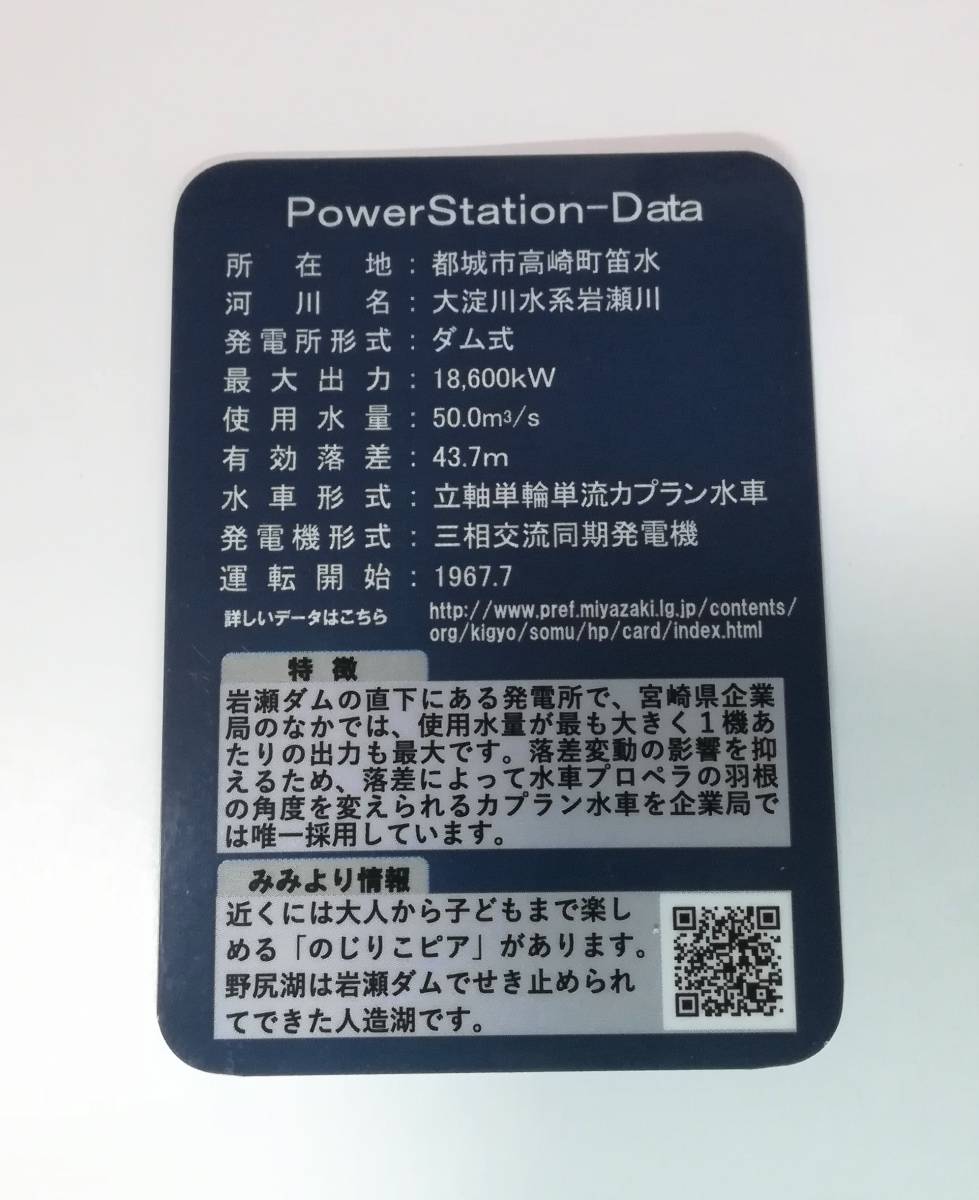 PowerStation-Data
所在地：都城市高崎町笛水
河川名：大淀川水系岩瀬川
発電所形式：ダム式
最大出力：18,600kW
使用水量：50.0m³/s
有効落差：43.7m
水車形式：立軸単輪単流カプラン水車
発電機形式：三相交流同期発電機
運転開始：1967.7
詳しいデータはこちら http://www.pref.miyazaki.lg.jp/contents/
org/kigyo/somu/hp/card/index.html
特徴
岩瀬ダムの直下にある発電所で、宮崎県企業
局のなかでは、使用水量が最も大きく１機あ
たりの出力も最大です。落差変動の影響を抑
えるため、落差によって水車プロペラの羽根
の角度を変えられるカプラン水車を企業局で
は唯一採用しています。
みみより情報
近くには大人から子どもまで楽し
める「のじりこピア」があります。
野尻湖は岩瀬ダムでせき止められ
てできた人造湖です。